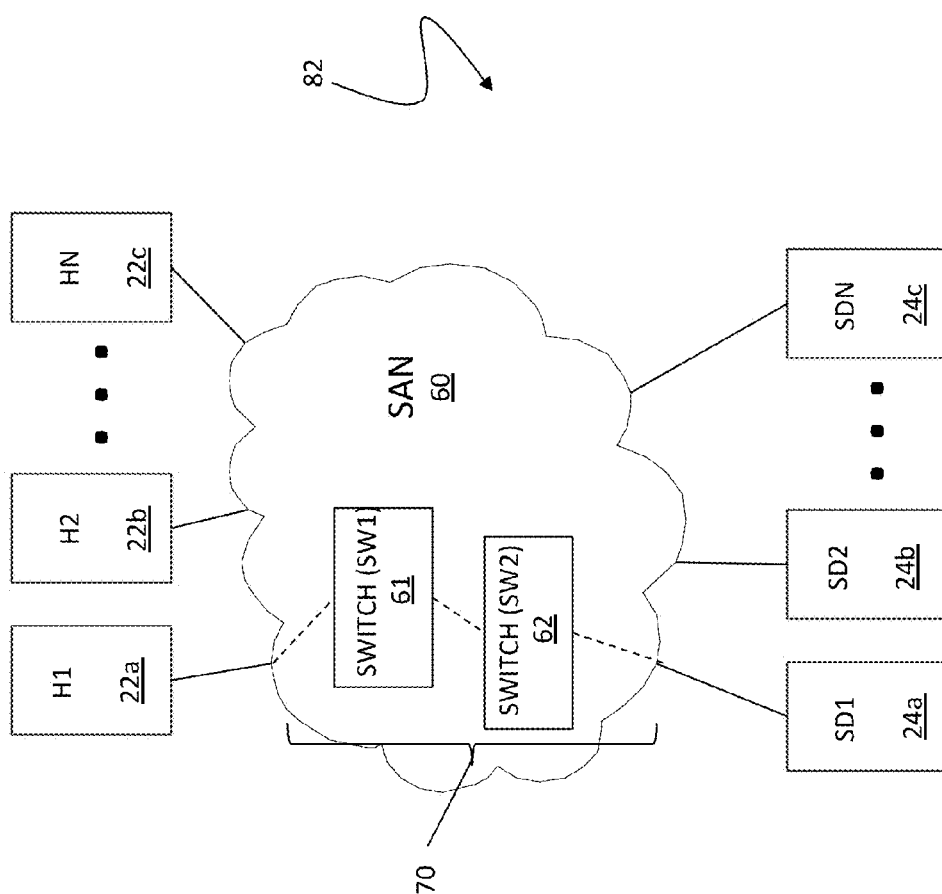 82
H1
22a
H2
22b
HN
22c
SAN
60
SWITCH (SW1)
61
SWITCH (SW2)
62
70
SD1
24a
SD2
24b
SDN
24c